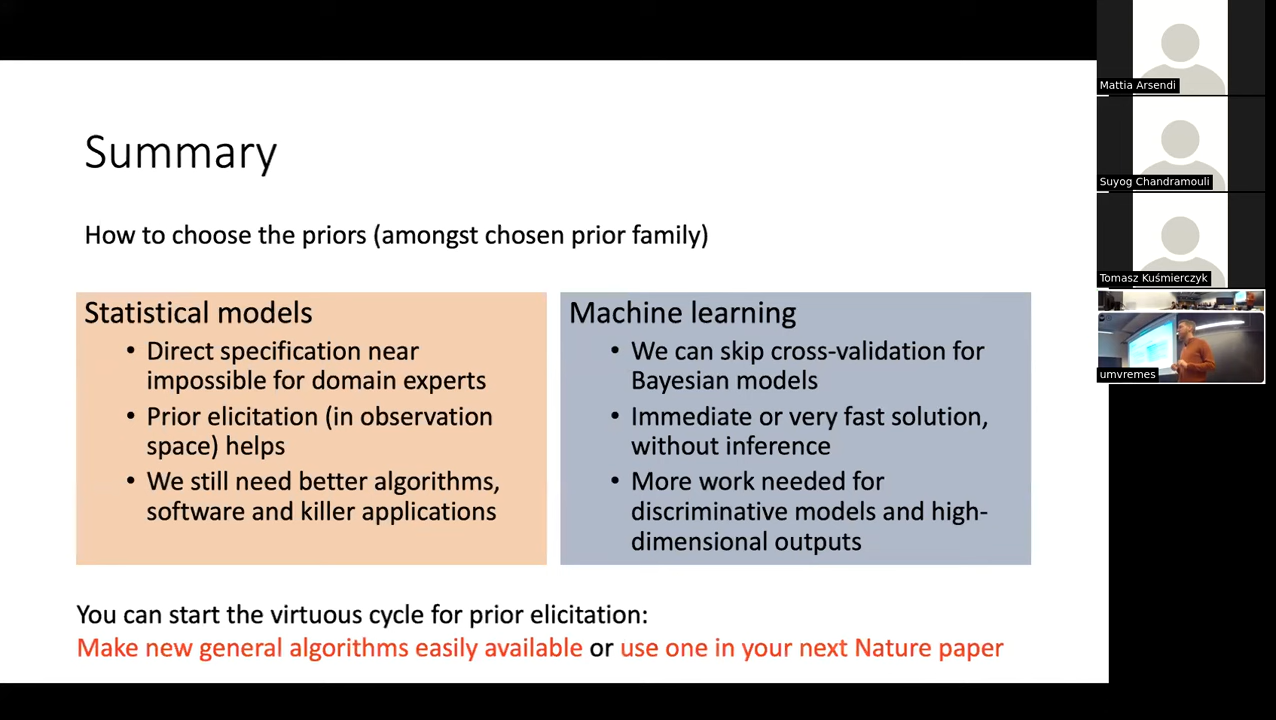 Summary
How to choose the priors (amongst chosen prior family)
Statistical models
• Direct specification near
impossible for domain experts
• Prior elicitation (in observation
space) helps
• We still need better algorithms,
software and killer applications
Machine learning
• We can skip cross-validation for
Bayesian models
• Immediate or very fast solution,
without inference
• More work needed for
discriminative models and high-
dimensional outputs
You can start the virtuous cycle for prior elicitation:
Make new general algorithms easily available or use one in your next Nature paper
Mattia Arsendi
Suyog Chandramouli
Tomasz Kuśmierczyk
umvremes